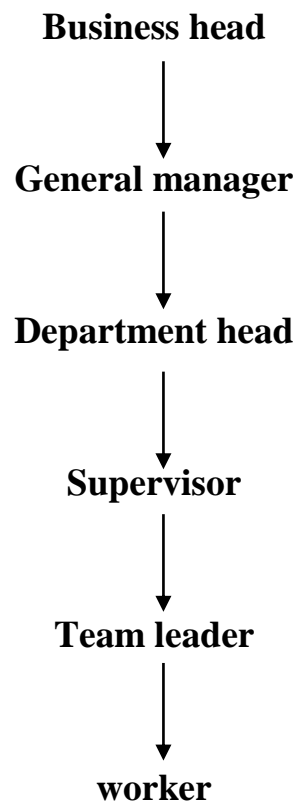 Business head
General manager
Department head
Supervisor
Team leader
worker